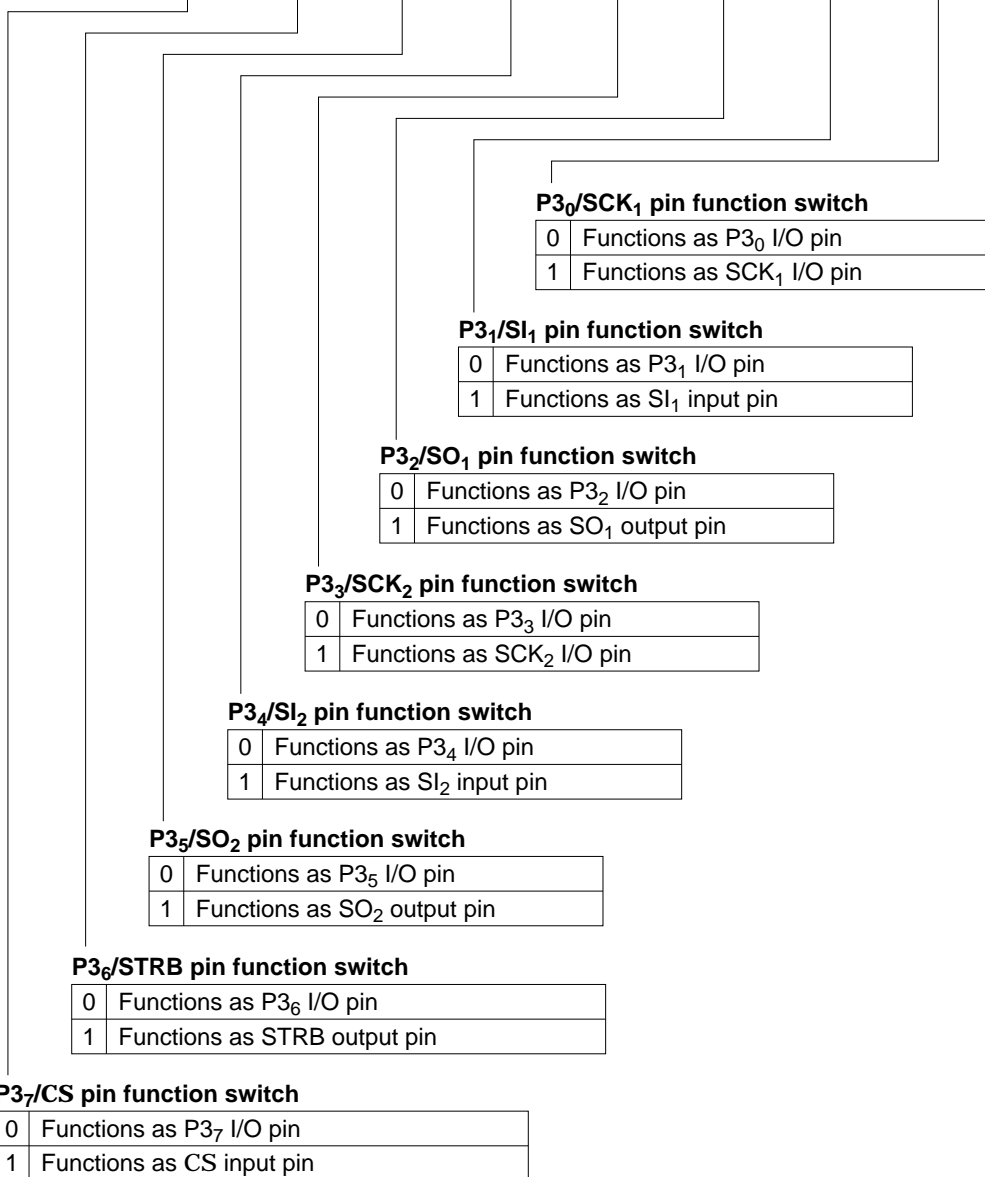 P3₀/SCK₁ pin function switch
0 Functions as P3₀ I/O pin
1 Functions as SCK₁ I/O pin
P3₁/SI₁ pin function switch
0 Functions as P3₁ I/O pin
1 Functions as SI₁ input pin
P3₂/SO₁ pin function switch
0 Functions as P3₂ I/O pin
1 Functions as SO₁ output pin
P3₃/SCK₂ pin function switch
0 Functions as P3₃ I/O pin
1 Functions as SCK₂ I/O pin
P3₄/SI₂ pin function switch
0 Functions as P3₄ I/O pin
1 Functions as SI₂ input pin
P3₅/SO₂ pin function switch
0 Functions as P3₅ I/O pin
1 Functions as SO₂ output pin
P3₆/STRB pin function switch
0 Functions as P3₆ I/O pin
1 Functions as STRB output pin
P3₇/CS pin function switch
0 Functions as P3₇ I/O pin
1 Functions as CS input pin